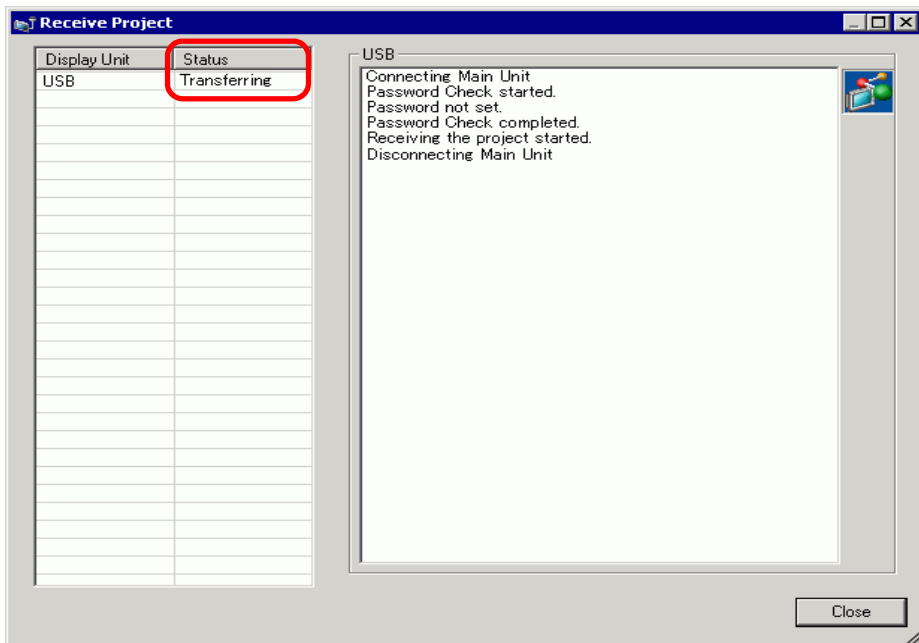 Receive Project
Display Unit Status
USB Transferring
USB
Connecting Main Unit
Password Check started.
Password not set.
Password Check completed.
Receiving the project started.
Disconnecting Main Unit
Close